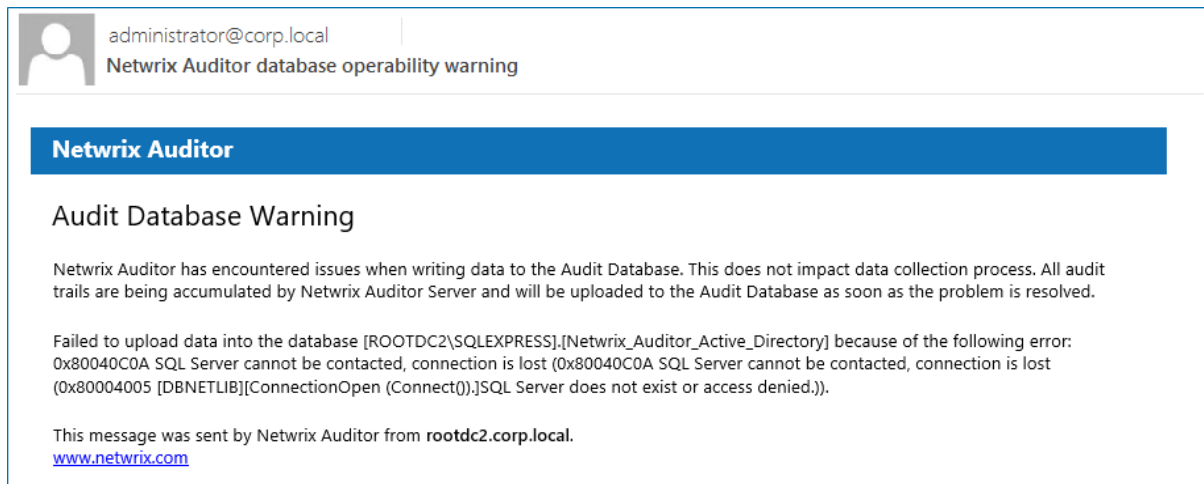 administrator@corp.local
Netwrix Auditor database operability warning
Netwrix Auditor
Audit Database Warning
Netwrix Auditor has encountered issues when writing data to the Audit Database. This does not impact data collection process. All audit
trails are being accumulated by Netwrix Auditor Server and will be uploaded to the Audit Database as soon as the problem is resolved.
Failed to upload data into the database [ROOTDC2\SQLEXPRESS].[Netwrix_Auditor_Active_Directory] because of the following error:
0x80040C0A SQL Server cannot be contacted, connection is lost (0x80040C0A SQL Server cannot be contacted, connection is lost
(0x80004005 [DBNETLIB][ConnectionOpen (Connect()).]SQL Server does not exist or access denied.)).
This message was sent by Netwrix Auditor from rootdc2.corp.local.
www.netwrix.com